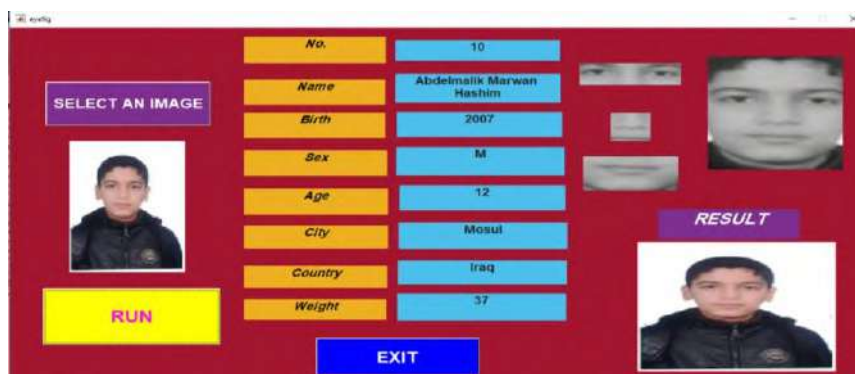 eyefig
SELECT AN IMAGE
RUN
No.
10
Name
Abdelmalik Marwan
Hashim
Birth
2007
Sex
M
Age
12
City
Mosul
Country
Iraq
Weight
37
EXIT
RESULT